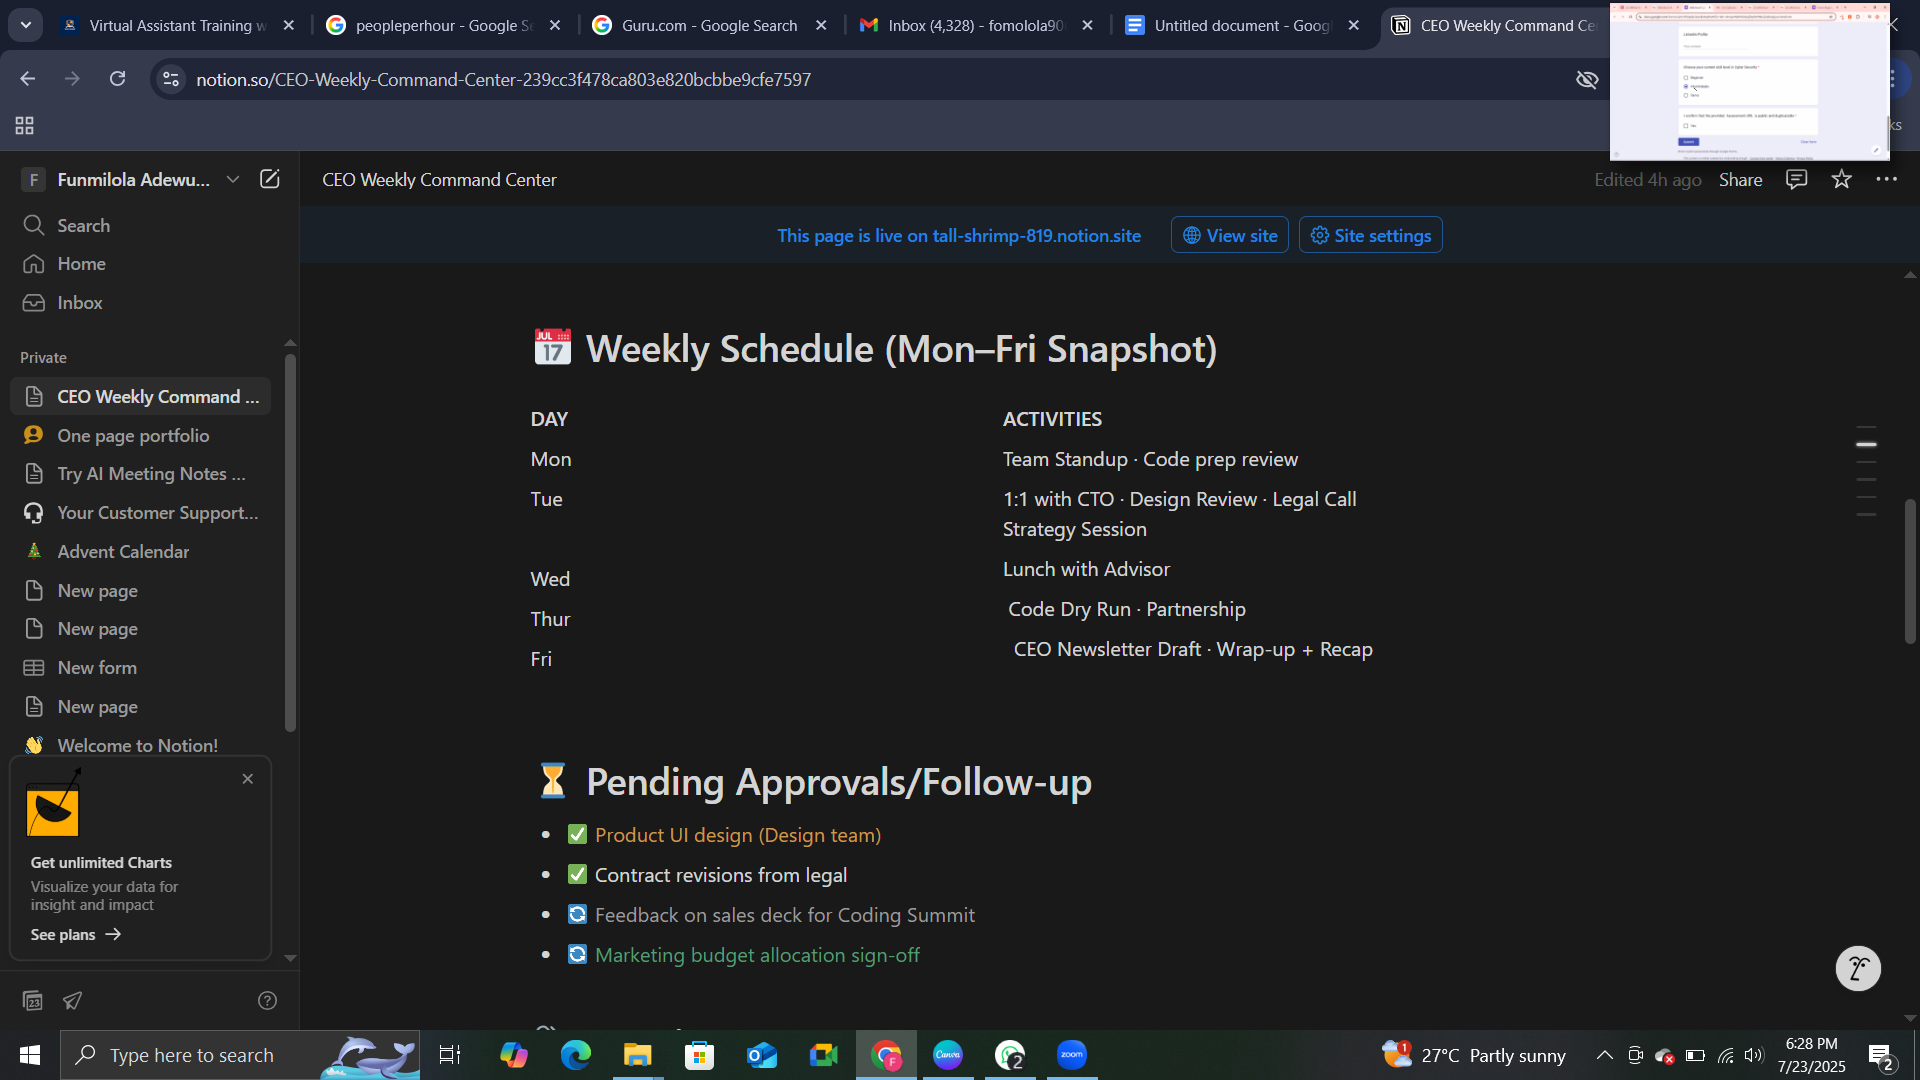 Virtual Assistant Training w
peopleperhour - Google Se
Guru.com - Google Search
Inbox (4,328) - fomolola90
Untitled document - Goog
CEO Weekly Command Ce
notion.so/CEO-Weekly-Command-Center-239cc3f478ca803e820bcbbe9cfe7597
Funmilola Adewu...
CEO Weekly Command Center
Edited 4h ago
Share
Search
Home
Inbox
This page is live on tall-shrimp-819.notion.site
View site
Site settings
Private
CEO Weekly Command ...
One page portfolio
Try AI Meeting Notes ...
Your Customer Support...
Advent Calendar
New page
New page
New form
New page
Welcome to Notion!
Get unlimited Charts
Visualize your data for
insight and impact
See plans →
Weekly Schedule (Mon–Fri Snapshot)
DAY
ACTIVITIES
Mon
Team Standup · Code prep review
Tue
1:1 with CTO · Design Review · Legal Call
Strategy Session
Lunch with Advisor
Wed
Code Dry Run · Partnership
Thur
CEO Newsletter Draft · Wrap-up + Recap
Fri
Pending Approvals/Follow-up
• ✅ Product UI design (Design team)
• ✅ Contract revisions from legal
• 🔄 Feedback on sales deck for Coding Summit
• 🔄 Marketing budget allocation sign-off
Type here to search
27°C Partly sunny
6:28 PM
7/23/2025
2